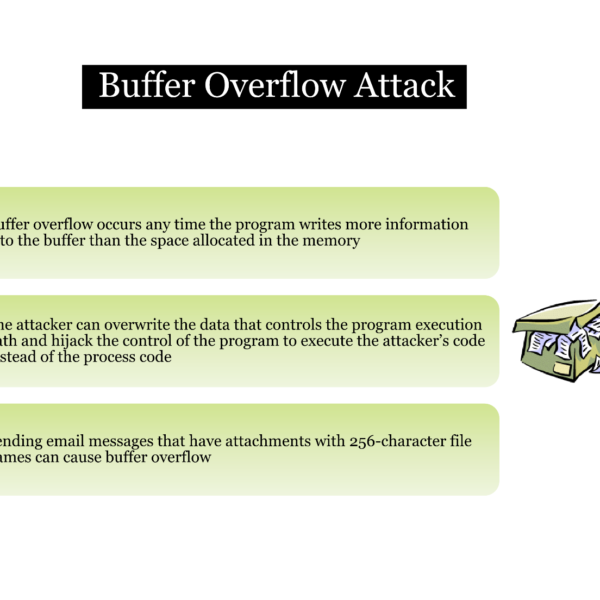 Buffer Overflow Attack
uffer overflow occurs any time the program writes more information
to the buffer than the space allocated in the memory
he attacker can overwrite the data that controls the program execution
ath and hijack the control of the program to execute the attacker’s code
stead of the process code
ending email messages that have attachments with 256-character file
ames can cause buffer overflow